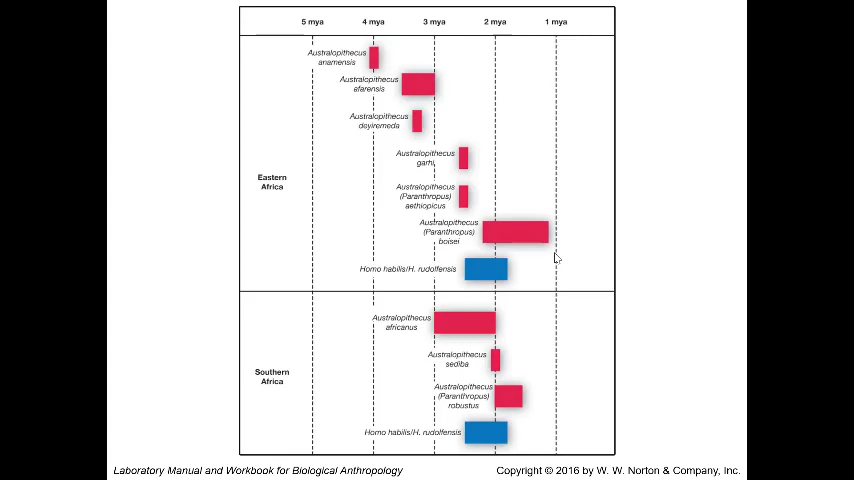 5 mya 4 mya 3 mya 2 mya 1 mya
Australopithecus
anamensis
Australopithecus
afarensis
Australopithecus
deyiremeda
Australopithecus
garhi
Eastern
Africa
Australopithecus
(Paranthropus)
aethiopicus
Australopithecus
(Paranthropus)
boisei
Homo habilis/H. rudolfensis
Australopithecus
africanus
Australopithecus
sediba
Southern
Africa
Australopithecus
(Paranthropus)
robustus
Homo habilis/H. rudolfensis
Laboratory Manual and Workbook for Biological Anthropology
Copyright © 2016 by W. W. Norton & Company, Inc.